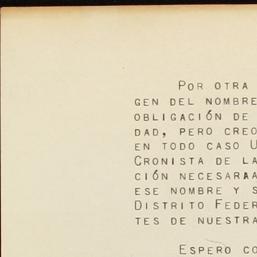 POR OTRA
GEN DEL NOMBRE
OBLIGACIÓN DE
DAD, PERO CREO
EN TODO CASO U
CRONISTA DE LA
CIÓN NECESARAA
ESE NOMBRE Y S
DISTRITO FEDER
TES DE NUESTRA
ESPERO CO